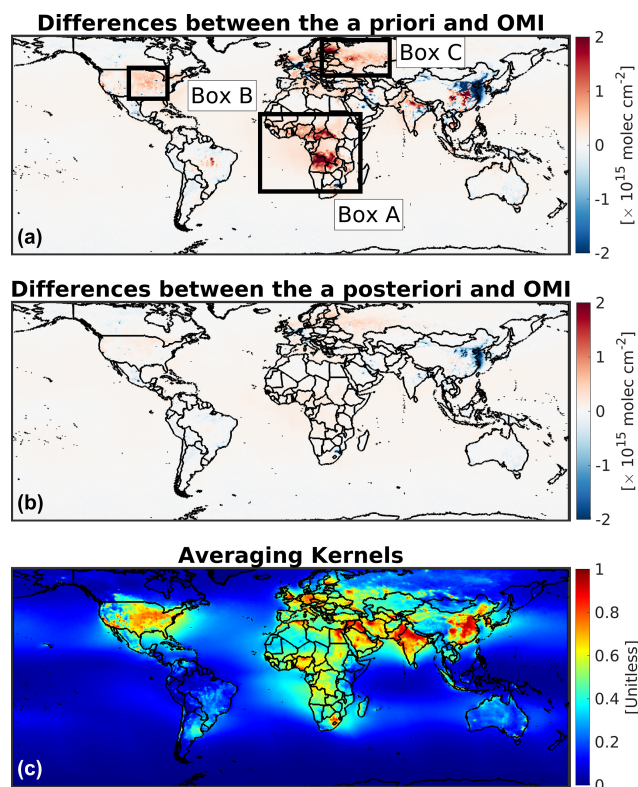 Differences between the a priori and OMI
Box C
Box B
Box A
(a)
2
1
0
-1
-2
[× 10^15 molec cm^-2]
Differences between the a posteriori and OMI
(b)
2
1
0
-1
-2
[× 10^15 molec cm^-2]
Averaging Kernels
(c)
1
0.8
0.6
0.4
0.2
0
[Unitless]